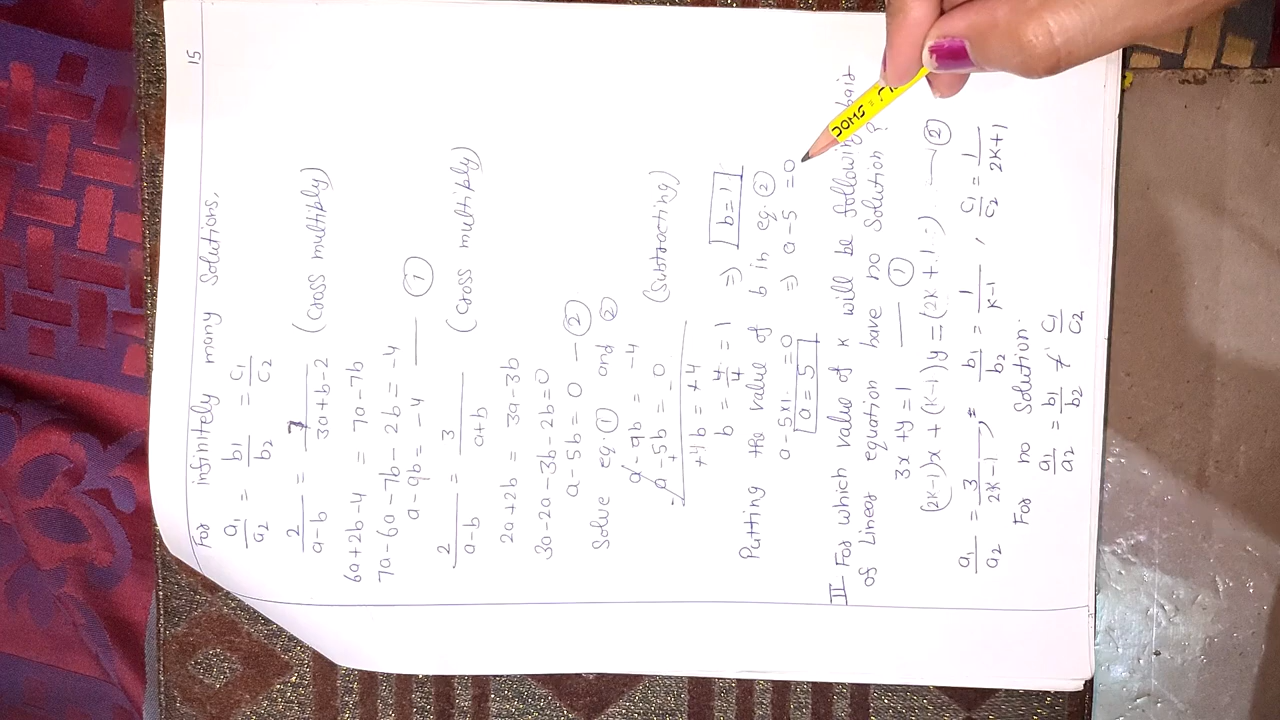 15
For infinitely many solutions.
a1/a2 = b1/b2 = c1/c2
2/a-b = 7/3a+b-2 (cross multiply)
6a+2b-4 = 7a-7b
7a-6a-7b-2b = -4
a-9b = -4 —— ①
2/a-b = 3/a+b (cross multiply)
2a+2b = 3a-3b
3a-2a-3b-2b=0
a-5b = 0 — ②
Solve eq. ① and ②
a-9b = -4
-a+-5b = 0 (Subtracting)
+4b = +4
b = 4/4 = 1 => b=1
Putting the value of b in eq. ②
a-5×1 =0 => a-5 =0
a=5
II For which value of K will be following pair
of Linear equation have no Solution?
3x+y=1 —— ①
(2K-1)x + (K-1)y = (2K+1) — ②
a1/a2 = 3/2K-1, b1/b2 = 1/K-1, c1/c2 = 1/2K+1
For no Solution
a1/a2 = b1/b2 ≠ c1/c2
DOMS